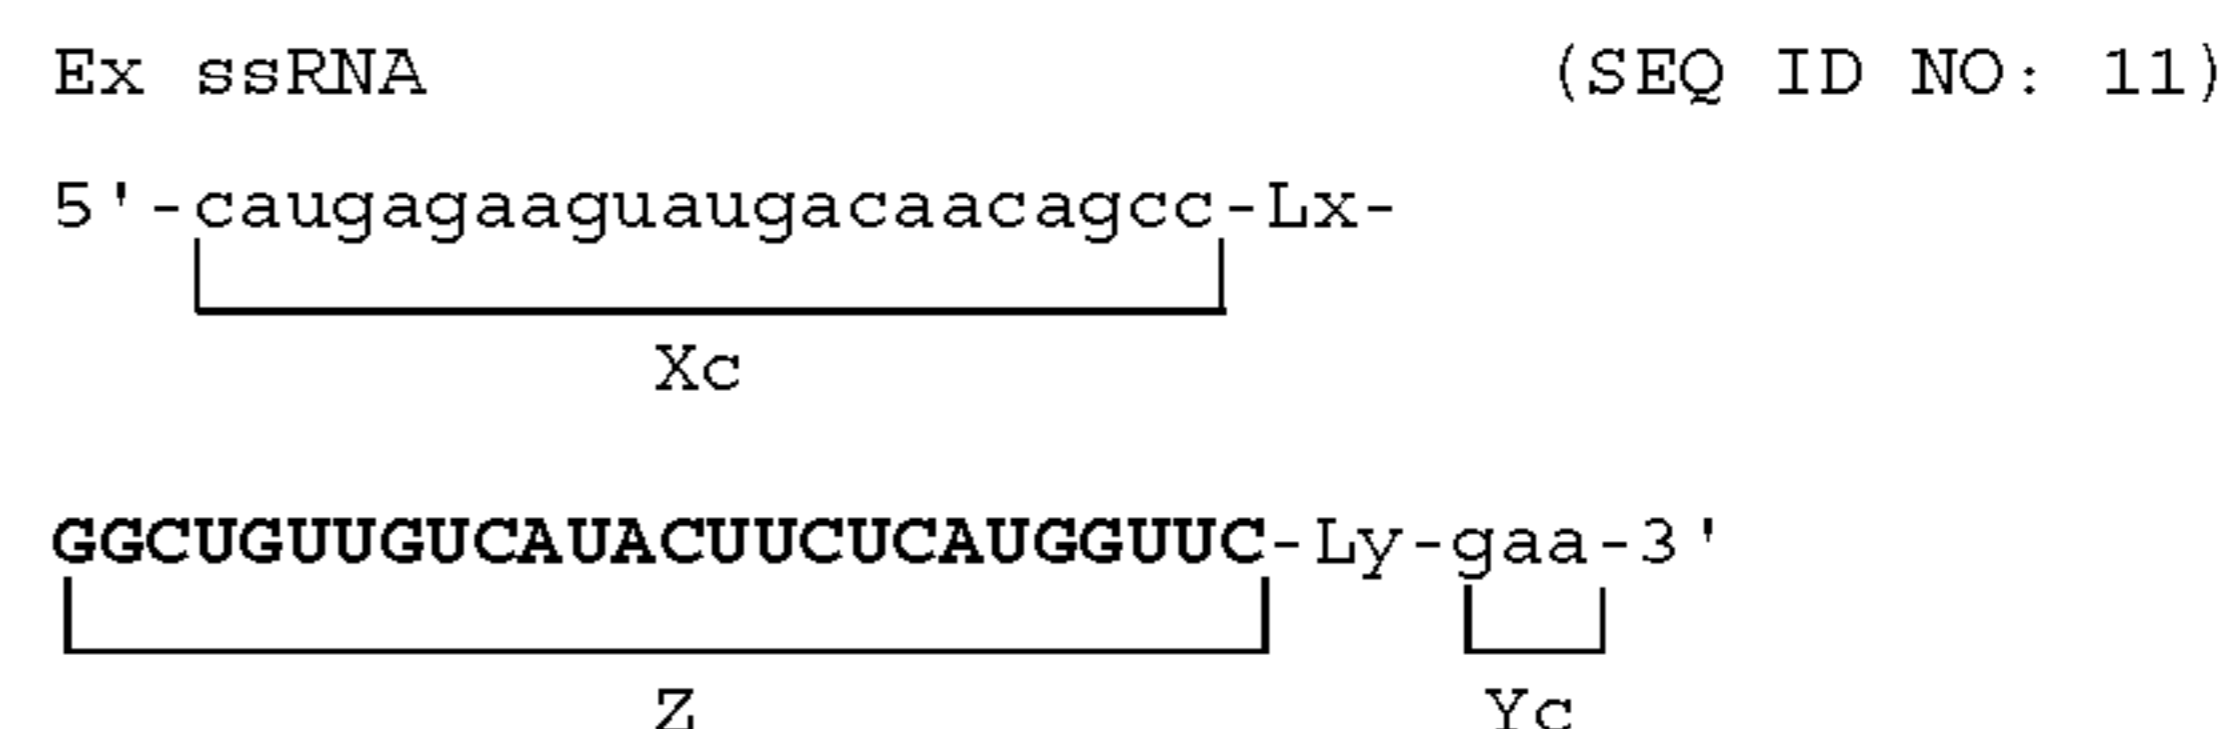 Ex ssRNA (SEQ ID NO: 11)
5'-caugagaaguaugacaacagcc-Lx-
Xc
GGCUGUUGUCAUACUUCUCAUGGUUC-Ly-gaa-3'
Z Yc